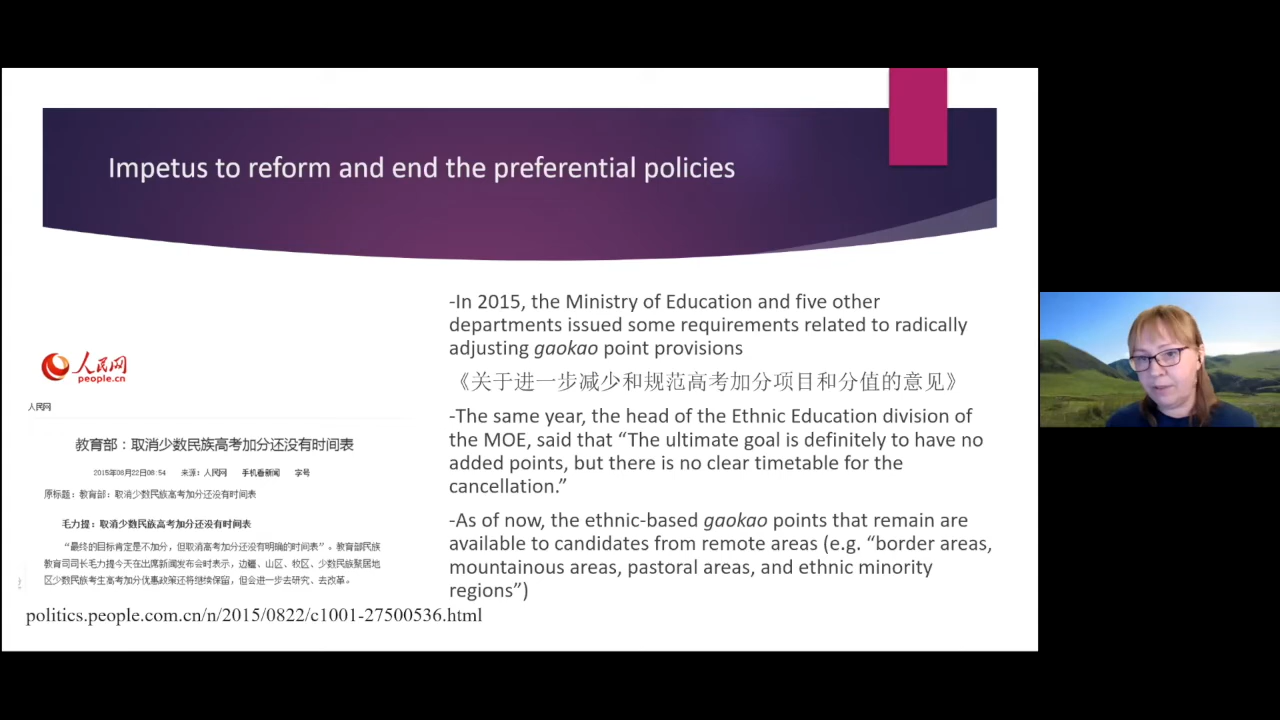 Impetus to reform and end the preferential policies
人民网
people.cn
人民网
教育部：取消少数民族高考加分还没有时间表
2015年08月22日08:54 来源：人民网 手机看新闻 字号
原标题：教育部：取消少数民族高考加分还没有时间表
毛力提：取消少数民族高考加分还没有时间表
“最终的目标肯定是不加分，但取消高考加分还没有明确的时间表”。教育部民族
教育司司长毛力提今天在出席新闻发布会时表示，边疆、山区、牧区、少数民族聚居地
区少数民族考生高考加分优惠政策还将继续保留，但会进一步去研究、去改革。
politics.people.com.cn/n/2015/0822/c1001-27500536.html
-In 2015, the Ministry of Education and five other
departments issued some requirements related to radically
adjusting gaokao point provisions
《关于进一步减少和规范高考加分项目和分值的意见》
-The same year, the head of the Ethnic Education division of
the MOE, said that “The ultimate goal is definitely to have no
added points, but there is no clear timetable for the
cancellation.”
-As of now, the ethnic-based gaokao points that remain are
available to candidates from remote areas (e.g. “border areas,
mountainous areas, pastoral areas, and ethnic minority
regions”)